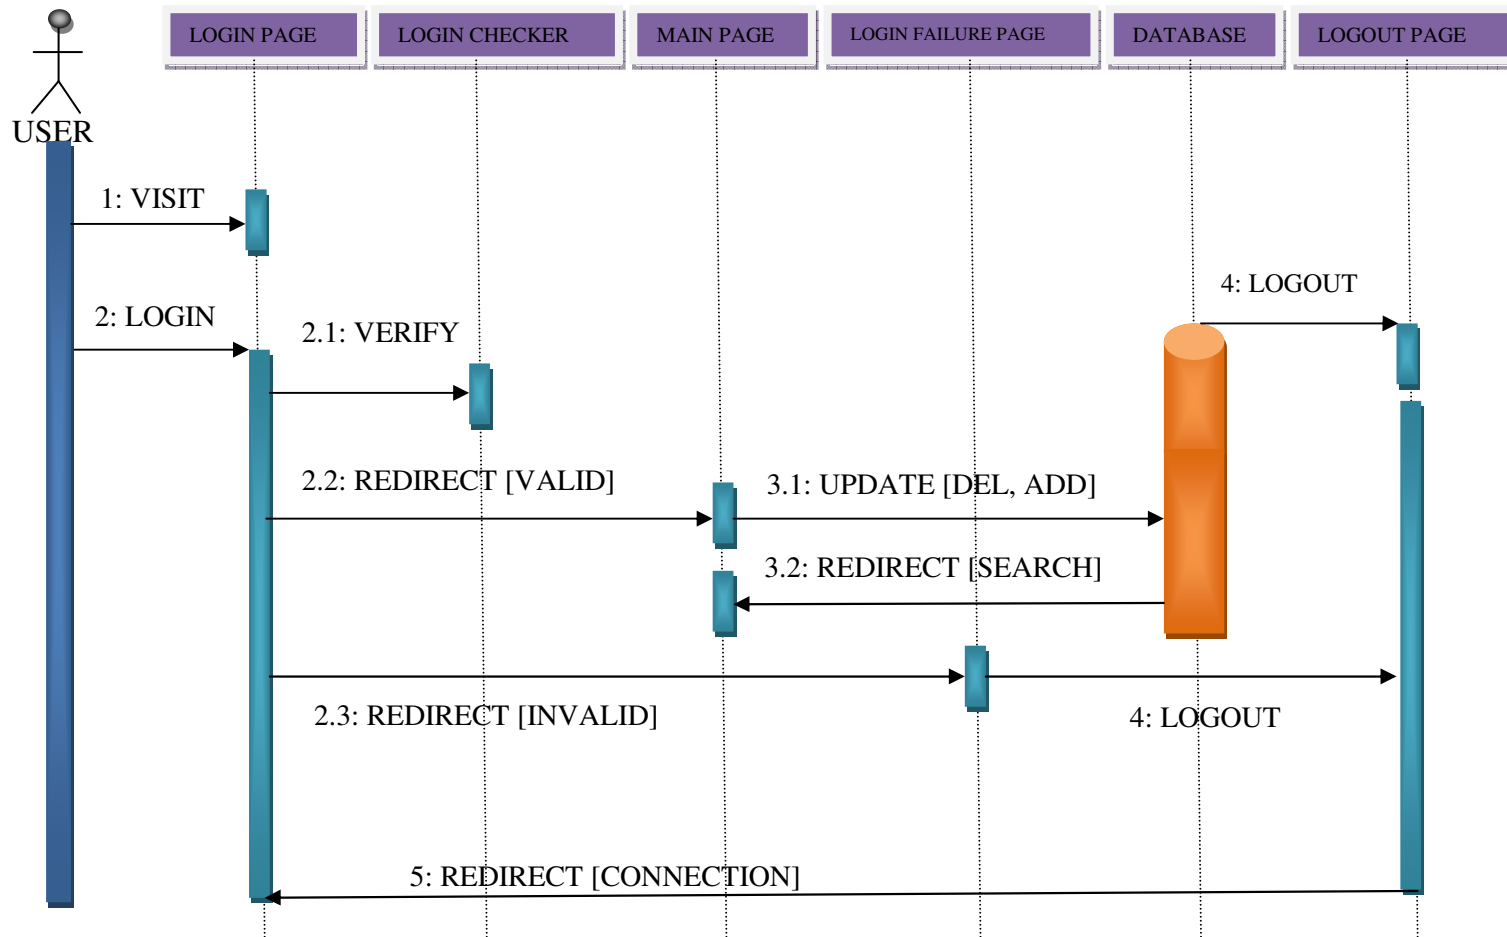 LOGIN PAGE
LOGIN CHECKER
MAIN PAGE
LOGIN FAILURE PAGE
DATABASE
LOGOUT PAGE
USER
1: VISIT
4: LOGOUT
2: LOGIN
2.1: VERIFY
2.2: REDIRECT [VALID]
3.1: UPDATE [DEL, ADD]
3.2: REDIRECT [SEARCH]
2.3: REDIRECT [INVALID]
4: LOGOUT
5: REDIRECT [CONNECTION]